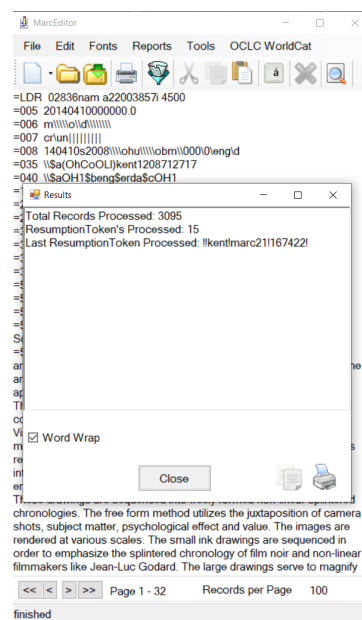 MarcEditor
File Edit Fonts Reports Tools OCLC WorldCat
á
=LDR 02836nam a22003857i 4500
=005 20140410000000.0
=006 m\\\\\o\\d\\\\\\\\
=007 cr\un|||||||||
=008 140410s2008\\\\ohu\\\\\obm\\000\0\eng\d
=035 \\$a(OhCoOLI)kent1208712717
=040 \\$aOH1$beng$erda$cOH1
Results
Total Records Processed: 3095
ResumptionToken's Processed: 15
Last ResumptionToken Processed: !!kent!marc21!167422!
Word Wrap
Close
chronologies. The free form method utilizes the juxtaposition of camera
shots, subject matter, psychological effect and value. The images are
rendered at various scales. The small ink drawings are sequenced in
order to emphasize the splintered chronology of film noir and non-linear
filmmakers like Jean-Luc Godard. The large drawings serve to magnify
<< < > >> Page 1 - 32 Records per Page 100
finished